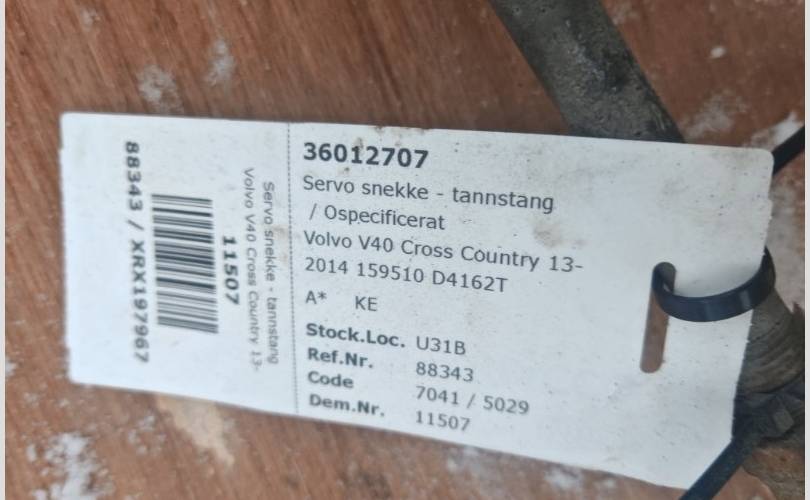 36012707
Servo snekke - tannstang
/ Ospecificerat
Volvo V40 Cross Country 13-
2014 159510 D4162T
A* KE
Stock.Loc. U31B
Ref.Nr. 88343
Code 7041 / 5029
Dem.Nr. 11507
Servo snekke - tannstang
Volvo V40 Cross Country 13-
11507
88343 / XRX197967